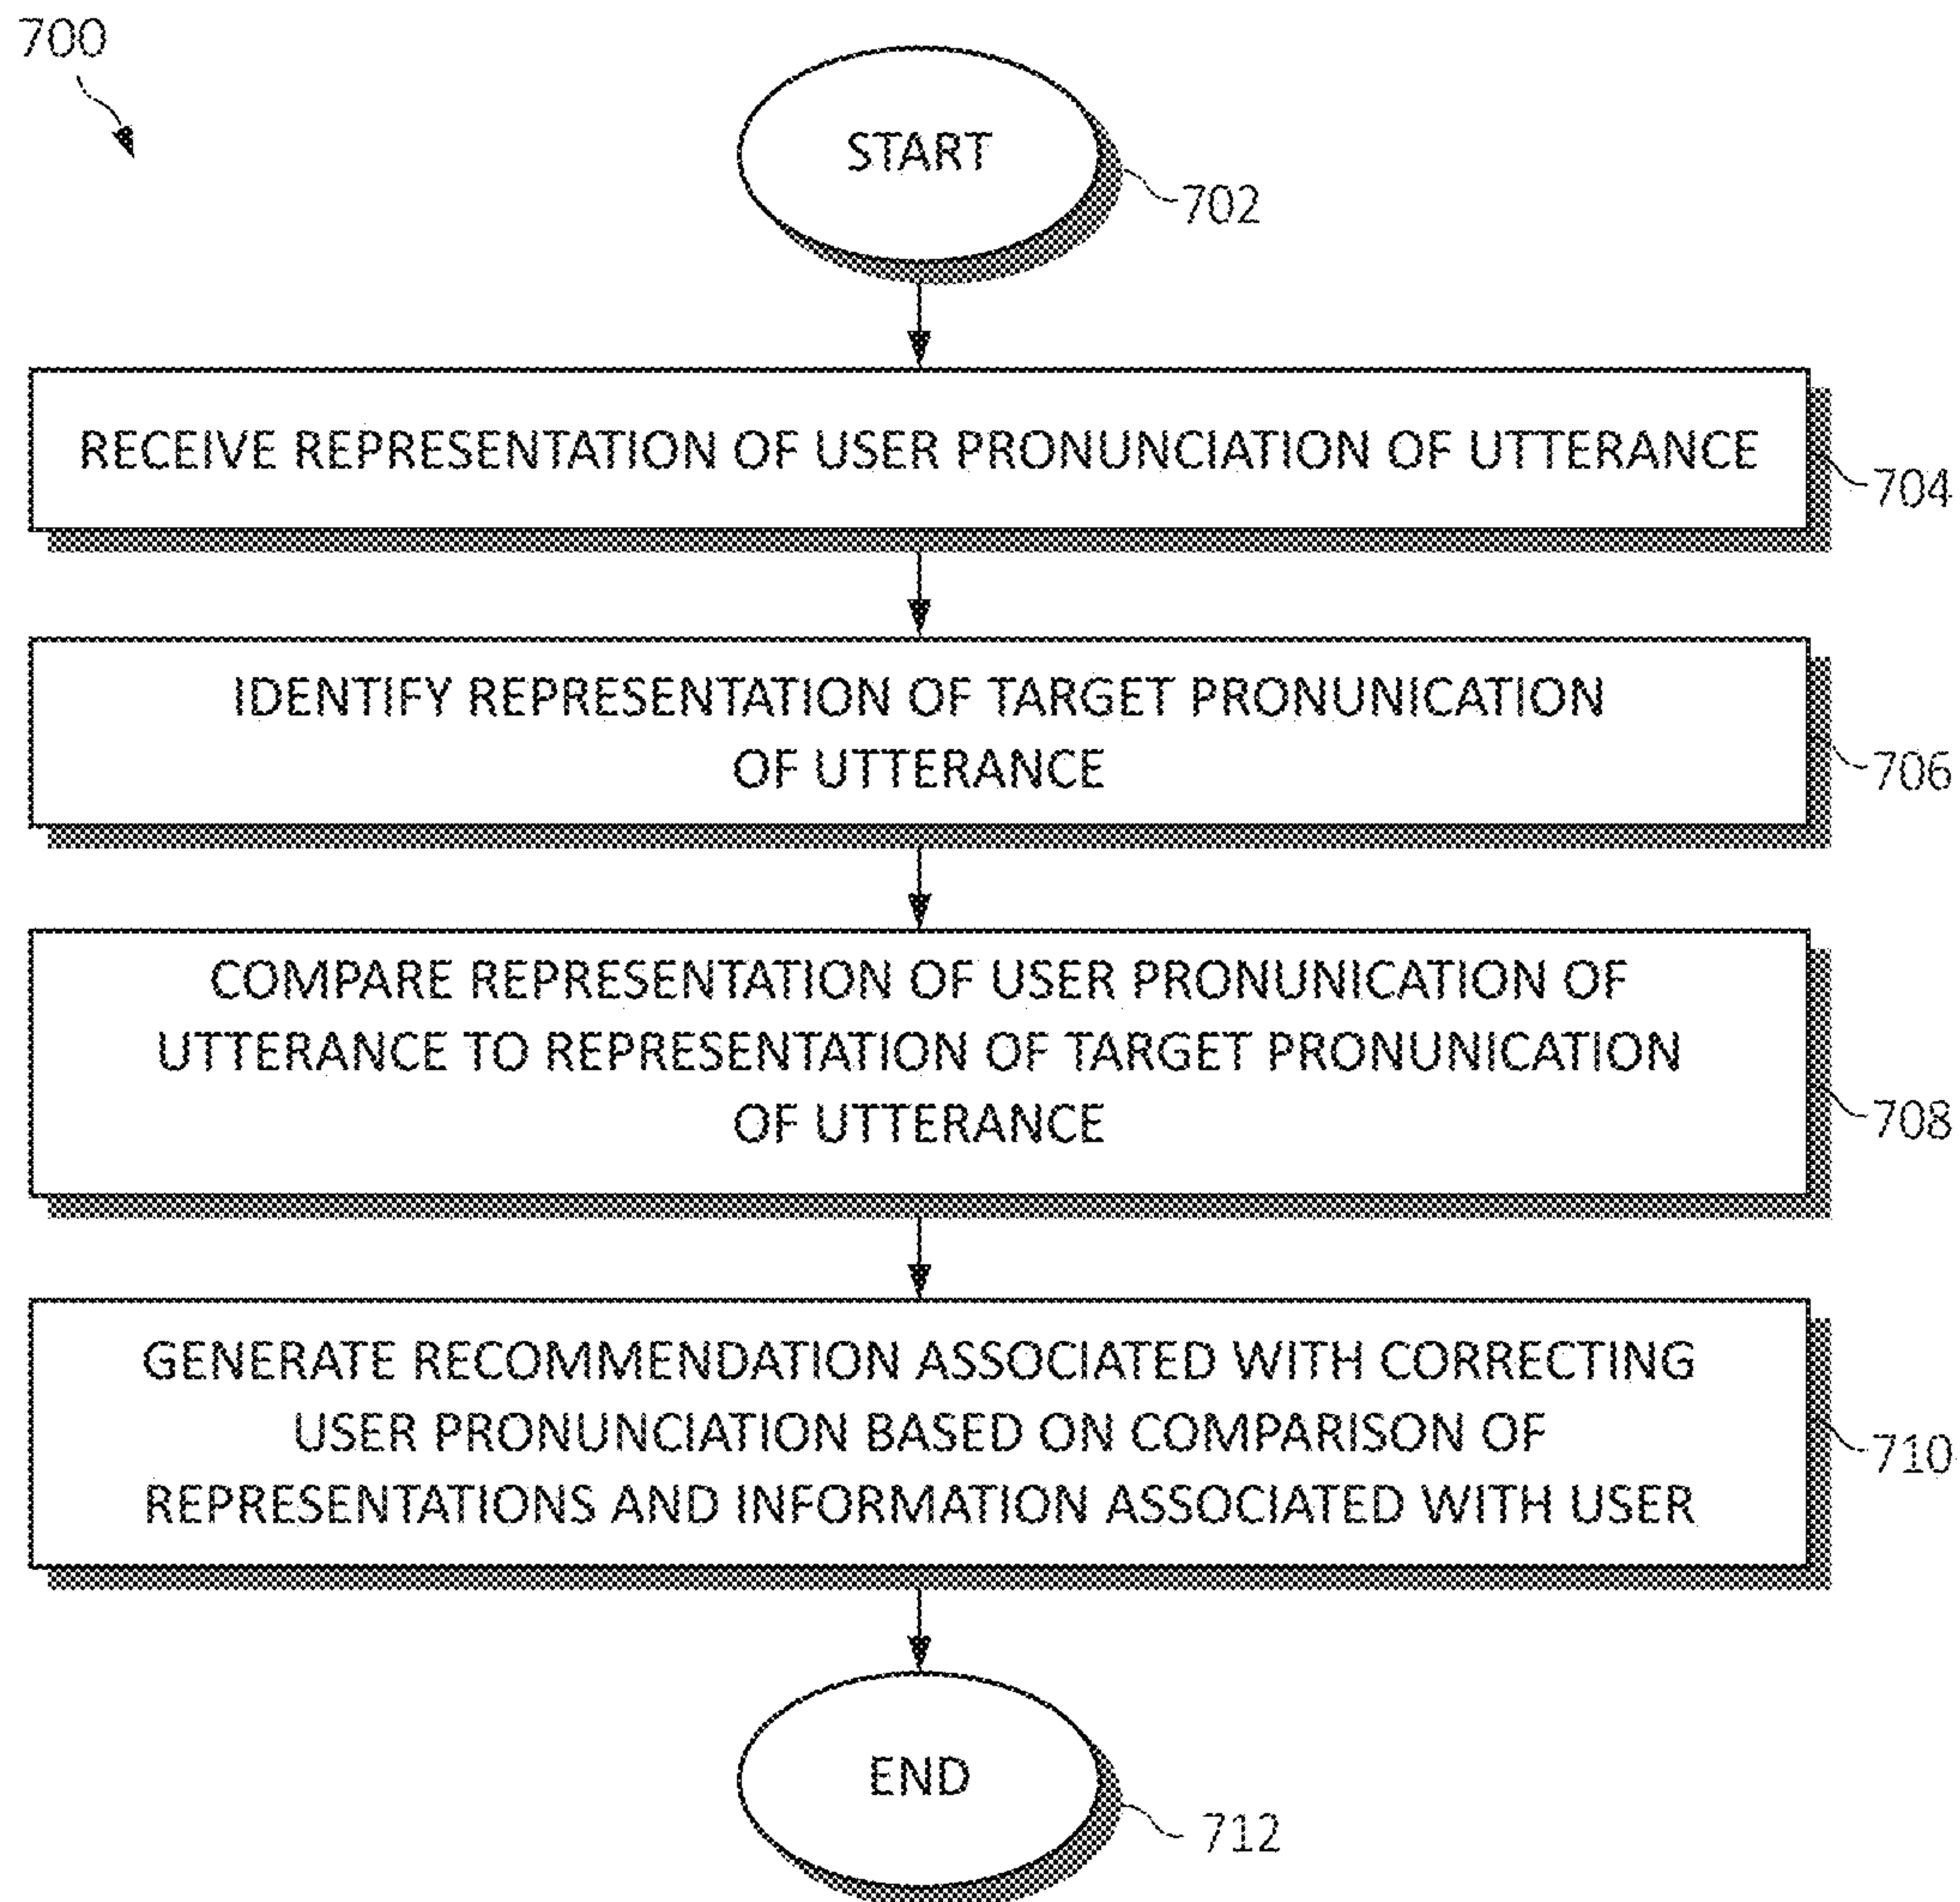 700
START
702
RECEIVE REPRESENTATION OF USER PRONUNCIATION OF UTTERANCE
704
IDENTIFY REPRESENTATION OF TARGET PRONUNICATION
OF UTTERANCE
706
COMPARE REPRESENTATION OF USER PRONUNICATION OF
UTTERANCE TO REPRESENTATION OF TARGET PRONUNICATION
OF UTTERANCE
708
GENERATE RECOMMENDATION ASSOCIATED WITH CORRECTING
USER PRONUNCIATION BASED ON COMPARISON OF
REPRESENTATIONS AND INFORMATION ASSOCIATED WITH USER
710
END
712